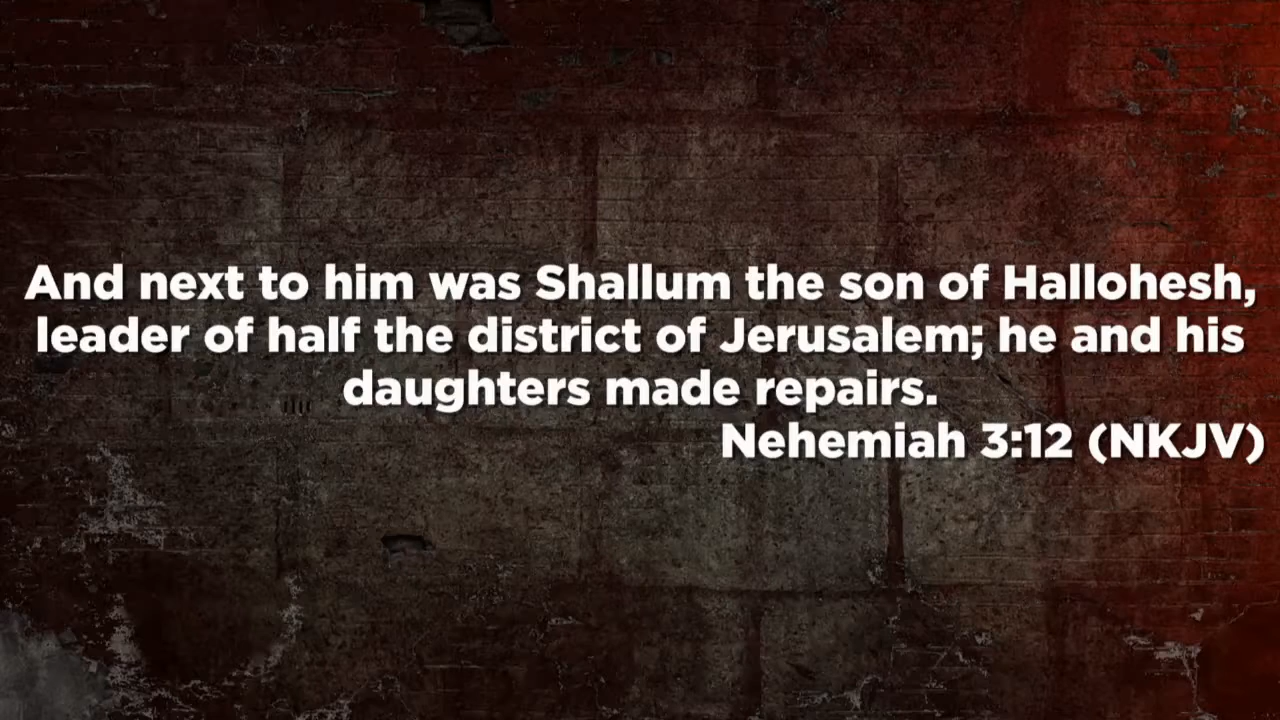 And next to him was Shallum the son of Hallohesh,
leader of half the district of Jerusalem; he and his
daughters made repairs.
Nehemiah 3:12 (NKJV)